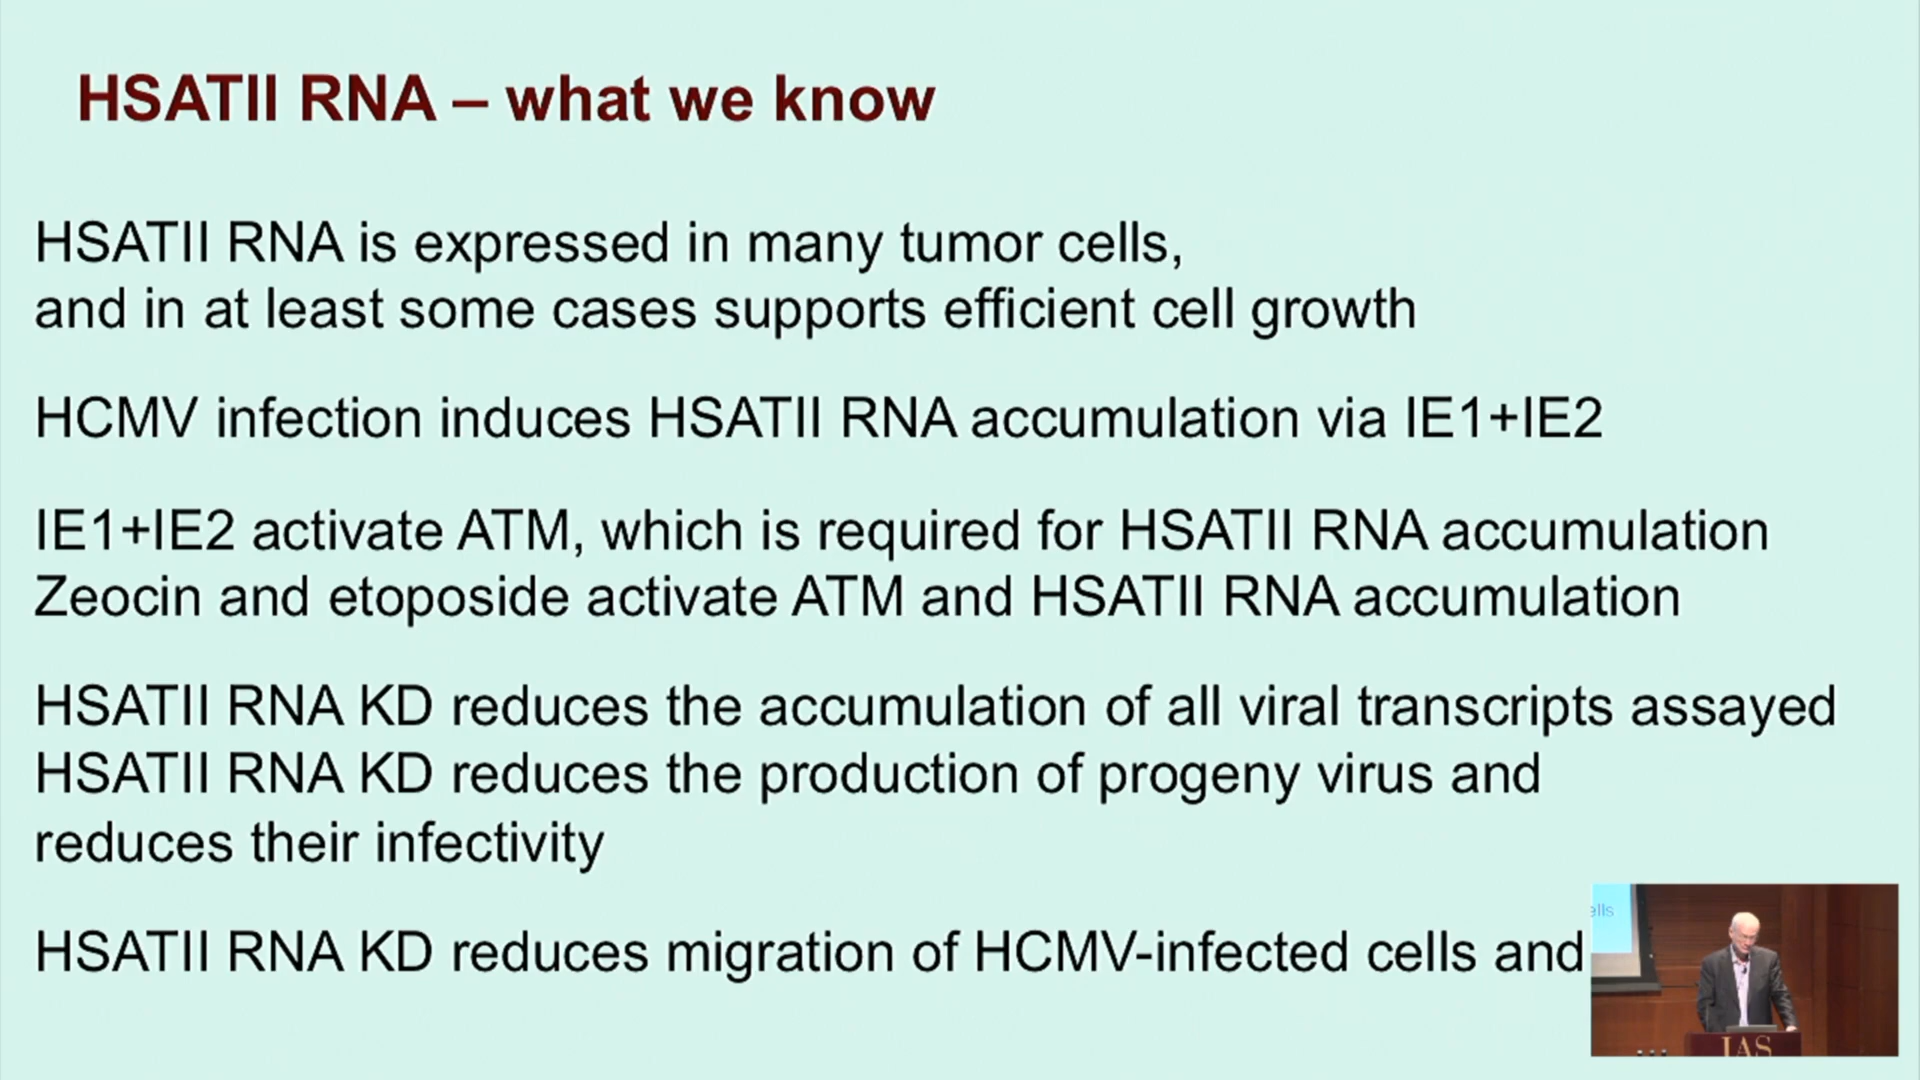 HSATII RNA – what we know
HSATII RNA is expressed in many tumor cells,
and in at least some cases supports efficient cell growth
HCMV infection induces HSATII RNA accumulation via IE1+IE2
IE1+IE2 activate ATM, which is required for HSATII RNA accumulation
Zeocin and etoposide activate ATM and HSATII RNA accumulation
HSATII RNA KD reduces the accumulation of all viral transcripts assayed
HSATII RNA KD reduces the production of progeny virus and
reduces their infectivity
HSATII RNA KD reduces migration of HCMV-infected cells and
ells
IAS